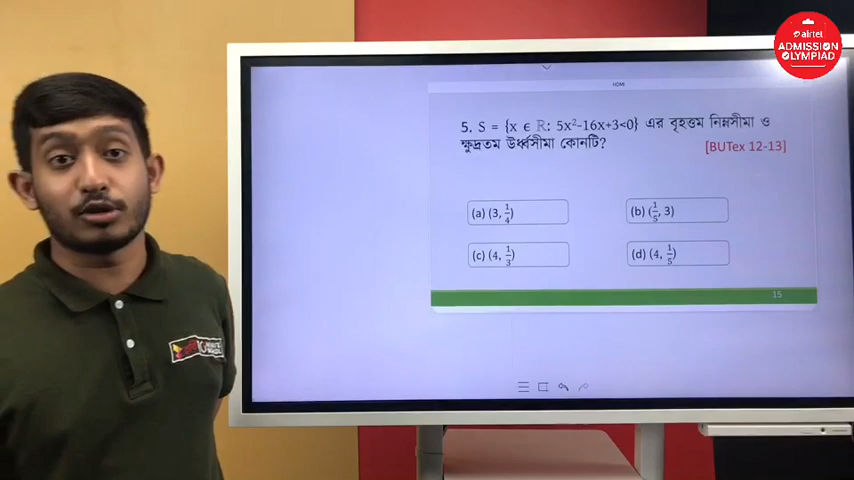 airtel
ADMISSION
OLYMPIAD
HOME
5. S = {x ϵ ℝ: 5x²-16x+3<0} এর বৃহত্তম নিম্নসীমা ও
ক্ষুদ্রতম উর্ধ্বসীমা কোনটি?
[BUTex 12-13]
(a) (3, 1/4)
(b) (1/5, 3)
(c) (4, 1/3)
(d) (4, 1/5)
15